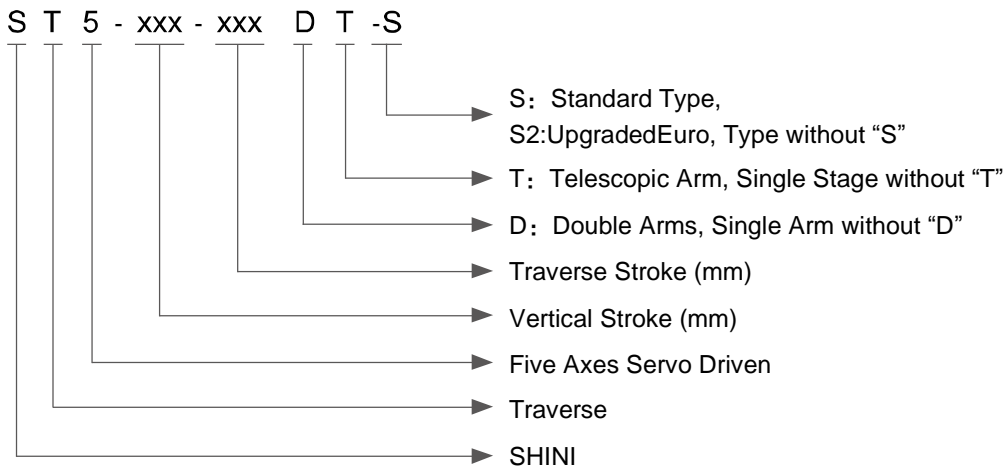 S T 5 - xxx - xxx D T -S
S：Standard Type,
S2:UpgradedEuro, Type without “S”
T：Telescopic Arm, Single Stage without “T”
D：Double Arms, Single Arm without “D”
Traverse Stroke (mm)
Vertical Stroke (mm)
Five Axes Servo Driven
Traverse
SHINI